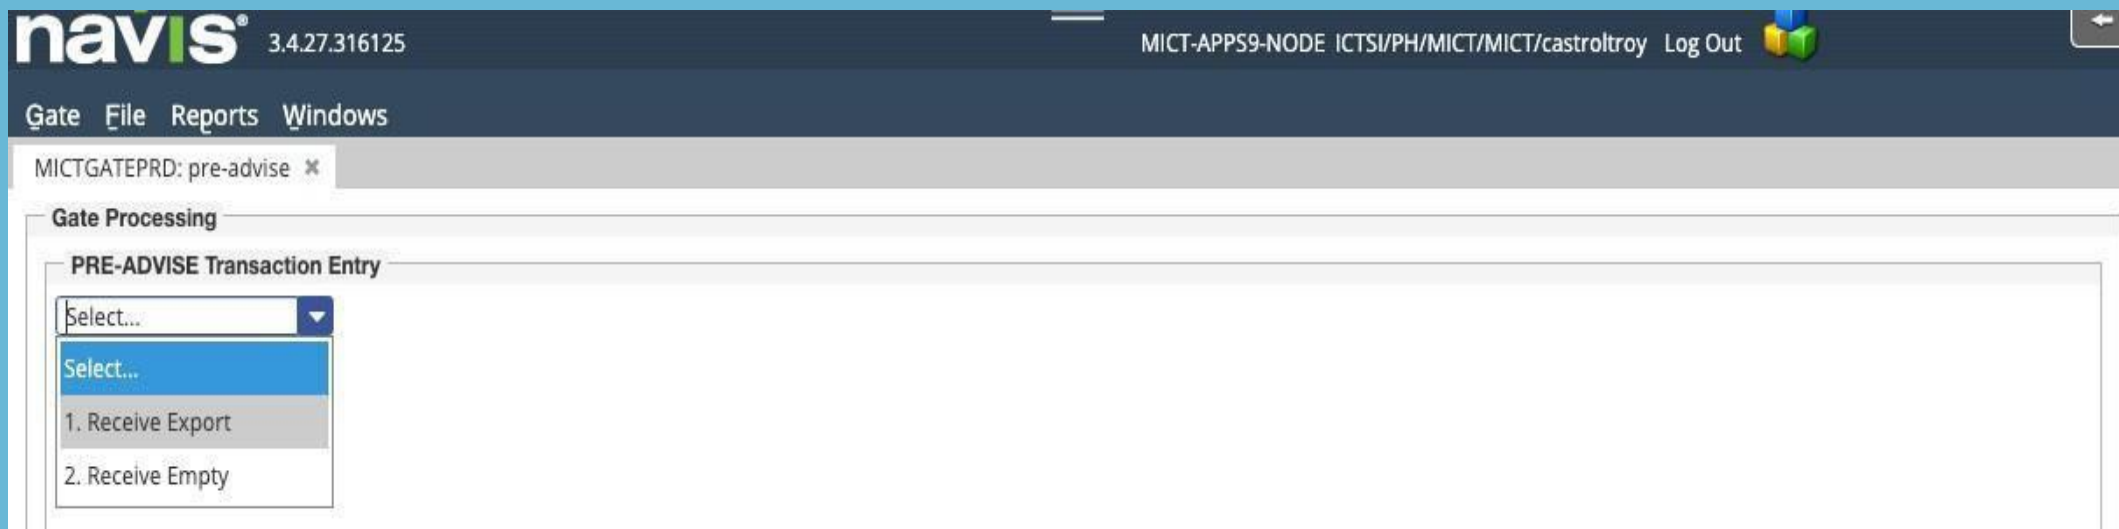 navis® 3.4.27.316125 MICT-APPS9-NODE ICTSI/PH/MICT/MICT/castroltroy Log Out
Gate File Reports Windows
MICTGATEPRD: pre-advise
Gate Processing
PRE-ADVISE Transaction Entry
Select...
Select...
1. Receive Export
2. Receive Empty